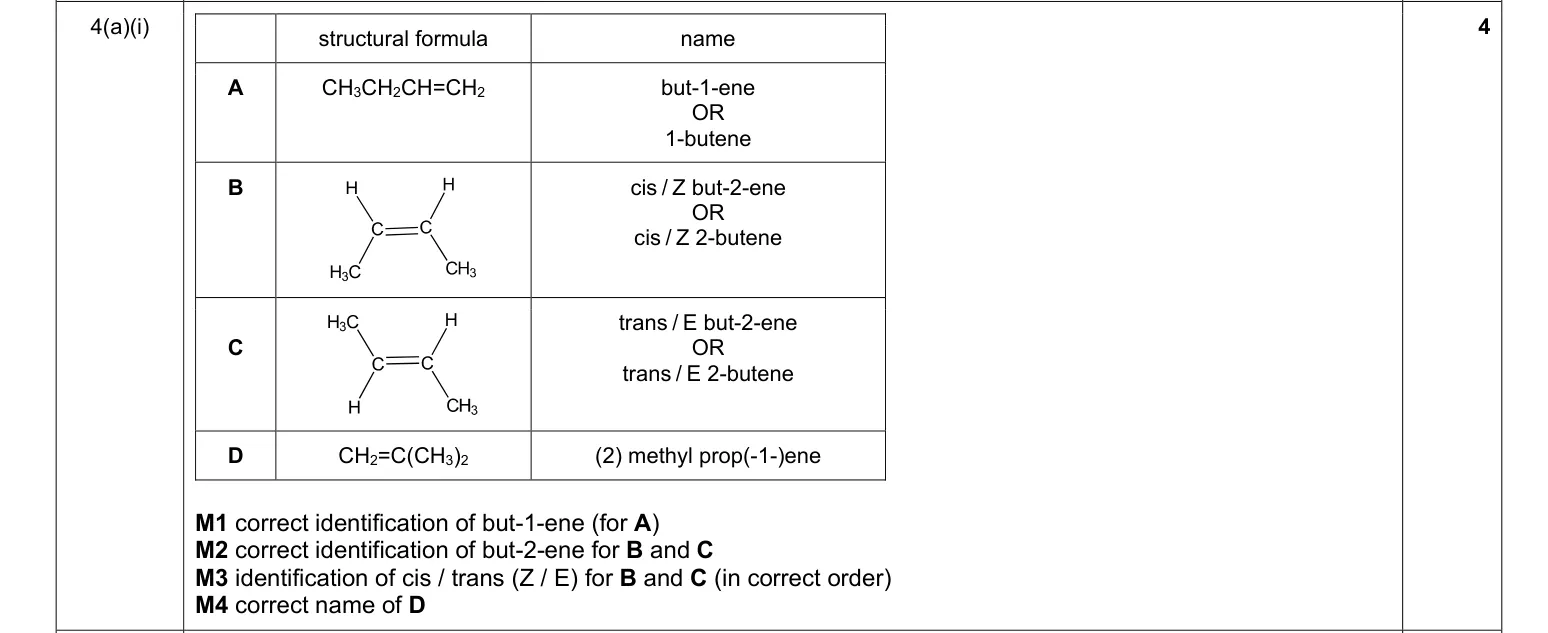 4(a)(i)
4
structural formula name
A CH₃CH₂CH=CH₂ but-1-ene
OR
1-butene
B H H cis / Z but-2-ene
OR
C C cis / Z 2-butene
H₃C CH₃
H₃C H trans / E but-2-ene
C OR
C C trans / E 2-butene
H CH₃
D CH₂=C(CH₃)₂ (2) methyl prop(-1-)ene
M1 correct identification of but-1-ene (for A)
M2 correct identification of but-2-ene for B and C
M3 identification of cis / trans (Z / E) for B and C (in correct order)
M4 correct name of D